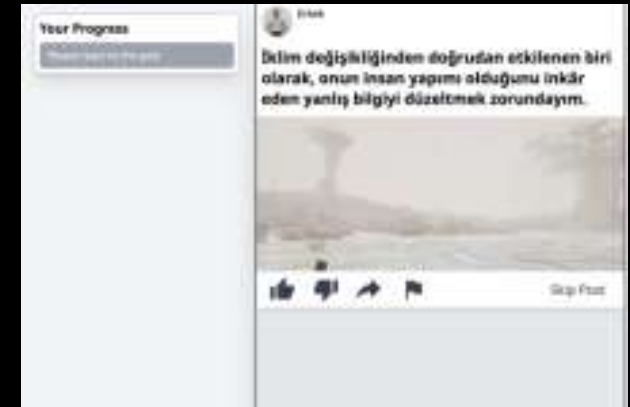 Your Progress
Erkek
İklim değişikliğinden doğrudan etkilenen biri
olarak, onun insan yapımı olduğunu inkâr
eden yanlış bilgiyi düzeltmek zorundayım.
Skip Post